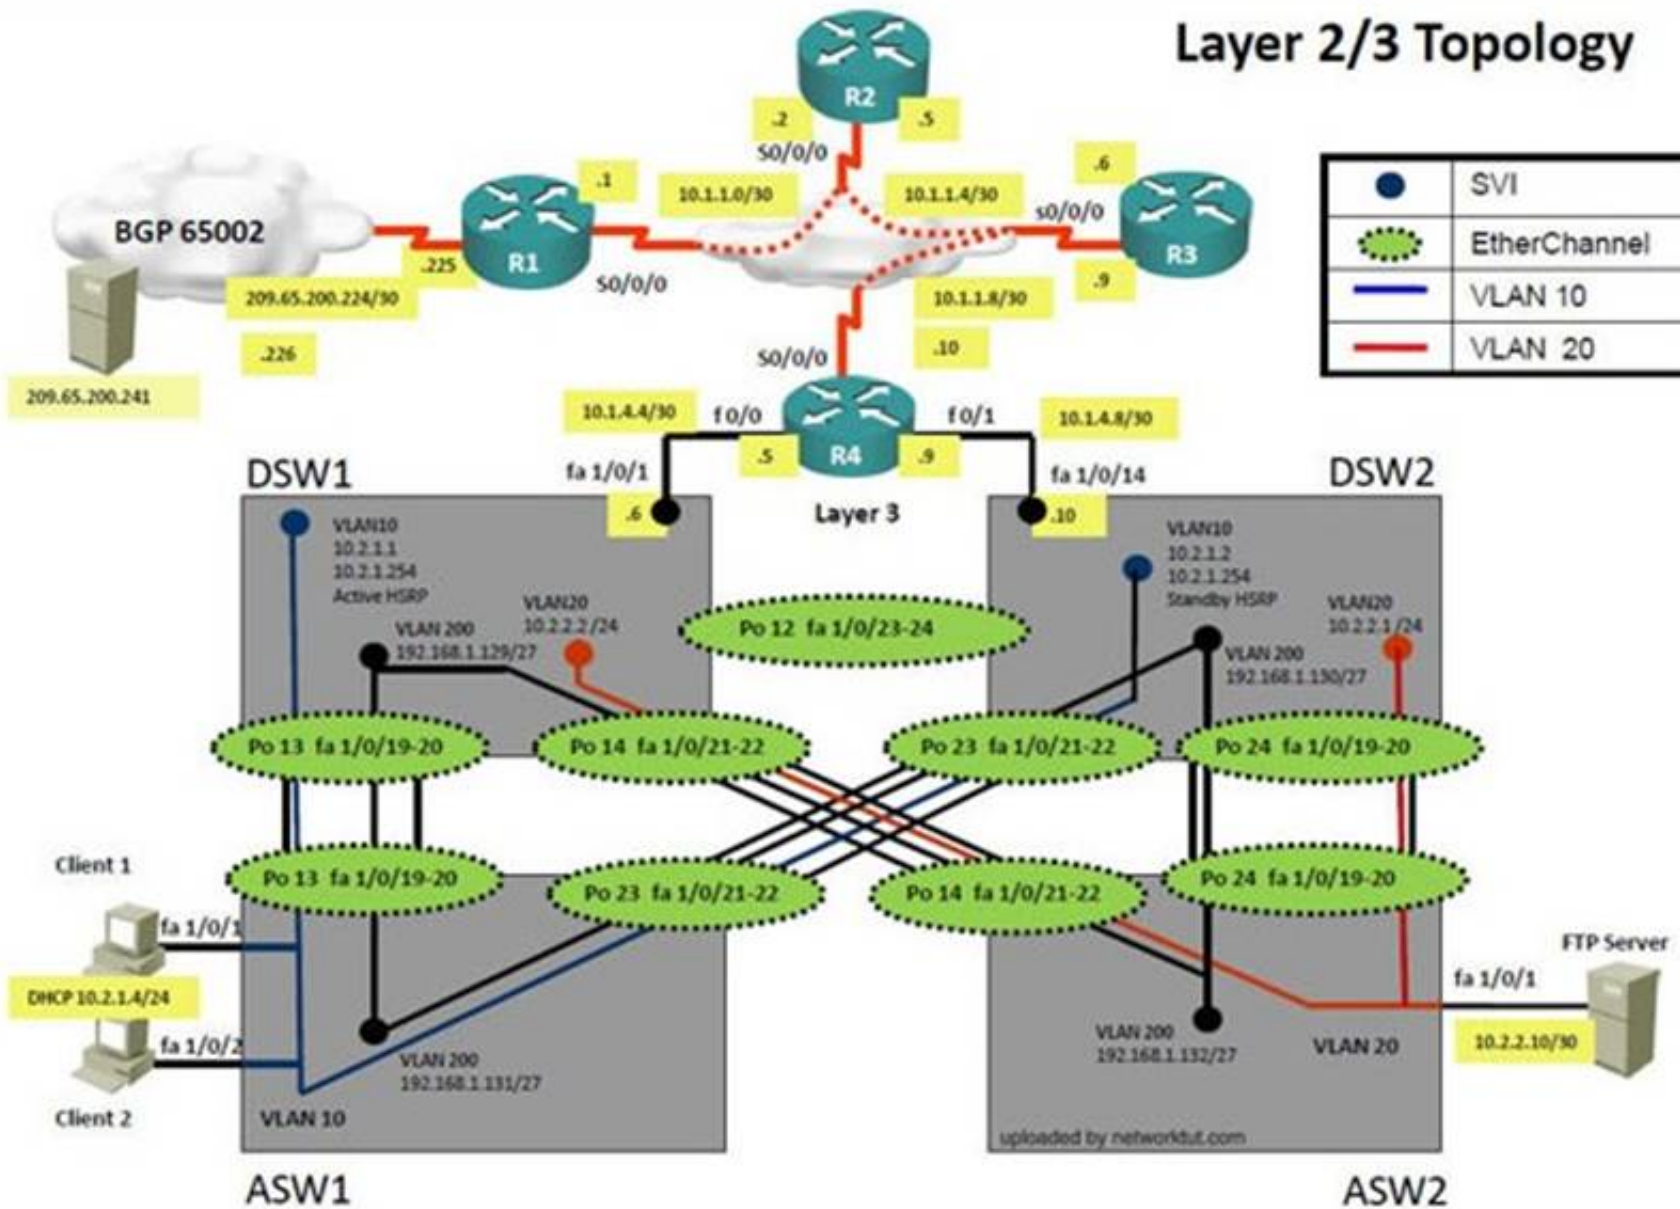 Layer 2/3 Topology
R2
.2
.5
S0/0/0
.6
SVI
EtherChannel
VLAN 10
VLAN 20
.1
10.1.1.0/30
10.1.1.4/30
s0/0/0
R3
BGP 65002
R1
.225
S0/0/0
.9
209.65.200.224/30
10.1.1.8/30
.226
.10
S0/0/0
209.65.200.241
10.1.4.4/30
f 0/0
f 0/1
10.1.4.8/30
R4
.5
.9
DSW1
fa 1/0/1
fa 1/0/14
DSW2
.6
Layer 3
.10
VLAN10
10.2.1.1
10.2.1.254
Active HSRP
VLAN20
10.2.2.2/24
VLAN 200
192.168.1.129/27
Po 12 fa 1/0/23-24
VLAN10
10.2.1.2
10.2.1.254
Standby HSRP
VLAN20
10.2.2.1/24
VLAN 200
192.168.1.130/27
Po 13 fa 1/0/19-20
Po 14 fa 1/0/21-22
Po 23 fa 1/0/21-22
Po 24 fa 1/0/19-20
Po 13 fa 1/0/19-20
Po 23 fa 1/0/21-22
Po 14 fa 1/0/21-22
Po 24 fa 1/0/19-20
Client 1
fa 1/0/1
DHCP 10.2.1.4/24
fa 1/0/2
Client 2
VLAN 200
192.168.1.131/27
VLAN 10
VLAN 200
192.168.1.132/27
VLAN 20
FTP Server
fa 1/0/1
10.2.2.10/30
uploaded by networktut.com
ASW1
ASW2